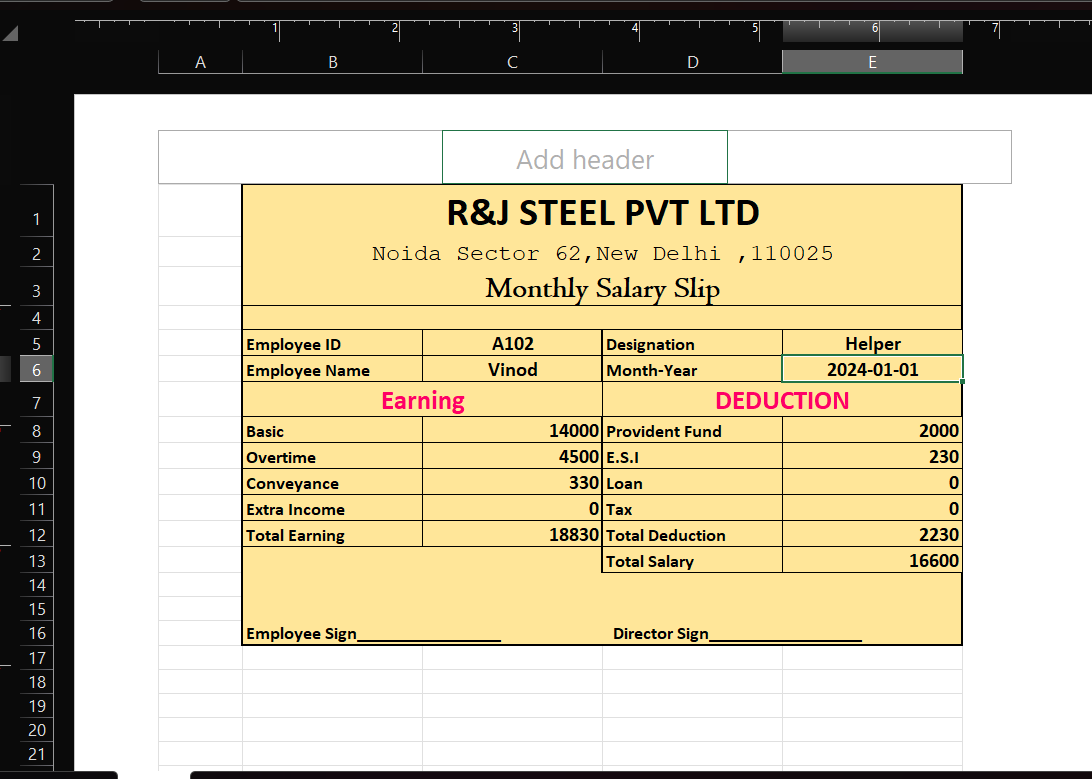 1 2 3 4 5 6 7
A B C D E
Add header
1 R&J STEEL PVT LTD
2 Noida Sector 62,New Delhi ,110025
3 Monthly Salary Slip
4
5 Employee ID A102 Designation Helper
6 Employee Name Vinod Month-Year 2024-01-01
7 Earning DEDUCTION
8 Basic 14000 Provident Fund 2000
9 Overtime 4500 E.S.I 230
10 Conveyance 330 Loan 0
11 Extra Income 0 Tax 0
12 Total Earning 18830 Total Deduction 2230
13 Total Salary 16600
14
15
16 Employee Sign_________________ Director Sign__________________
17
18
19
20
21